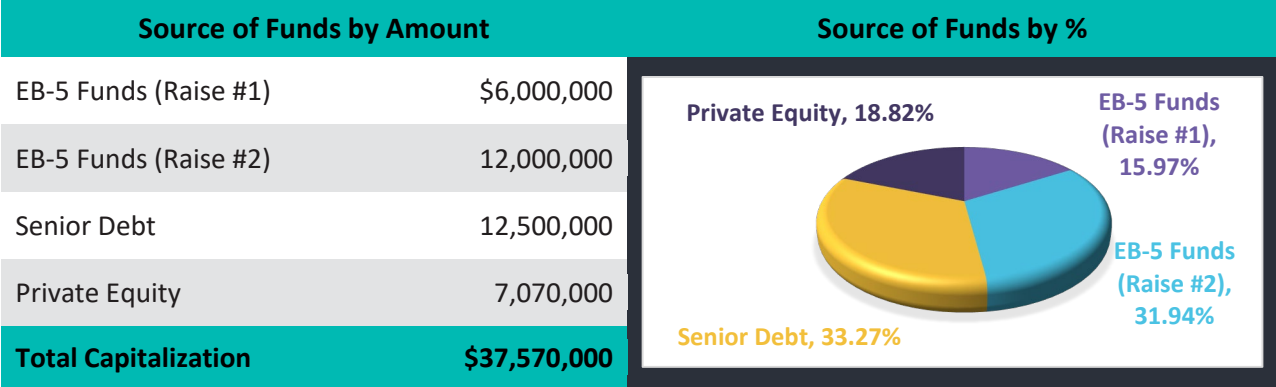 Source of Funds by Amount
EB-5 Funds (Raise #1) $6,000,000
EB-5 Funds (Raise #2) 12,000,000
Senior Debt 12,500,000
Private Equity 7,070,000
Total Capitalization $37,570,000
Source of Funds by %
Private Equity, 18.82%
EB-5 Funds
(Raise #1),
15.97%
EB-5 Funds
(Raise #2),
31.94%
Senior Debt, 33.27%